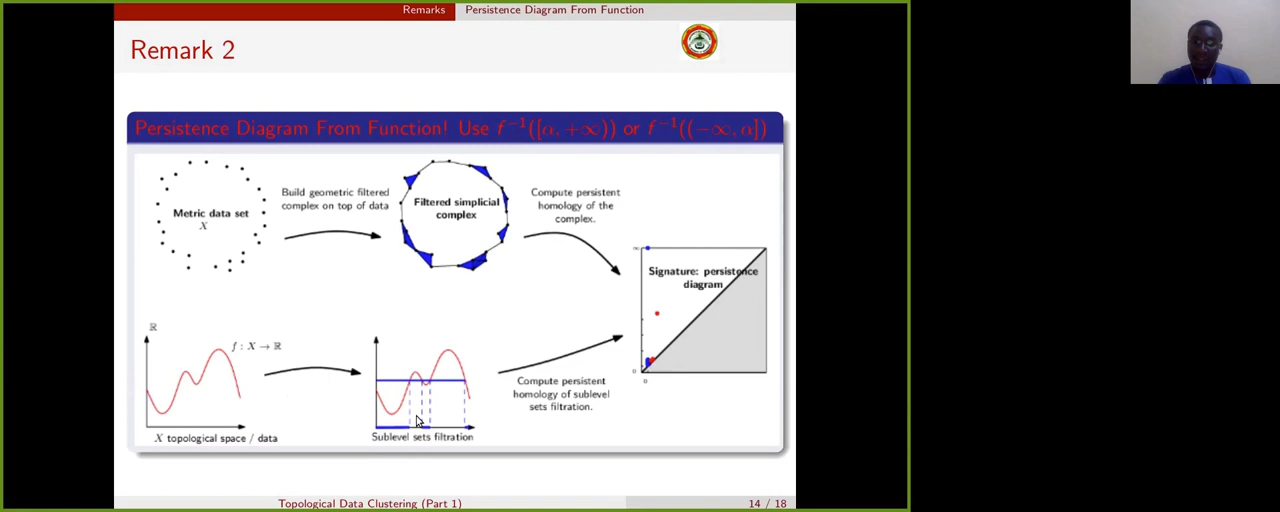 Remarks
Persistence Diagram From Function
Remark 2
Persistence Diagram From Function! Use f⁻¹([α, +∞)) or f⁻¹((−∞, α])
Metric data set
X
Build geometric filtered
complex on top of data
Filtered simplicial
complex
Compute persistent
homology of the
complex.
∞
Signature: persistence
diagram
0
0
ℝ
f : X → ℝ
X topological space / data
Sublevel sets filtration
Compute persistent
homology of sublevel
sets filtration.
Topological Data Clustering (Part 1)
14 / 18